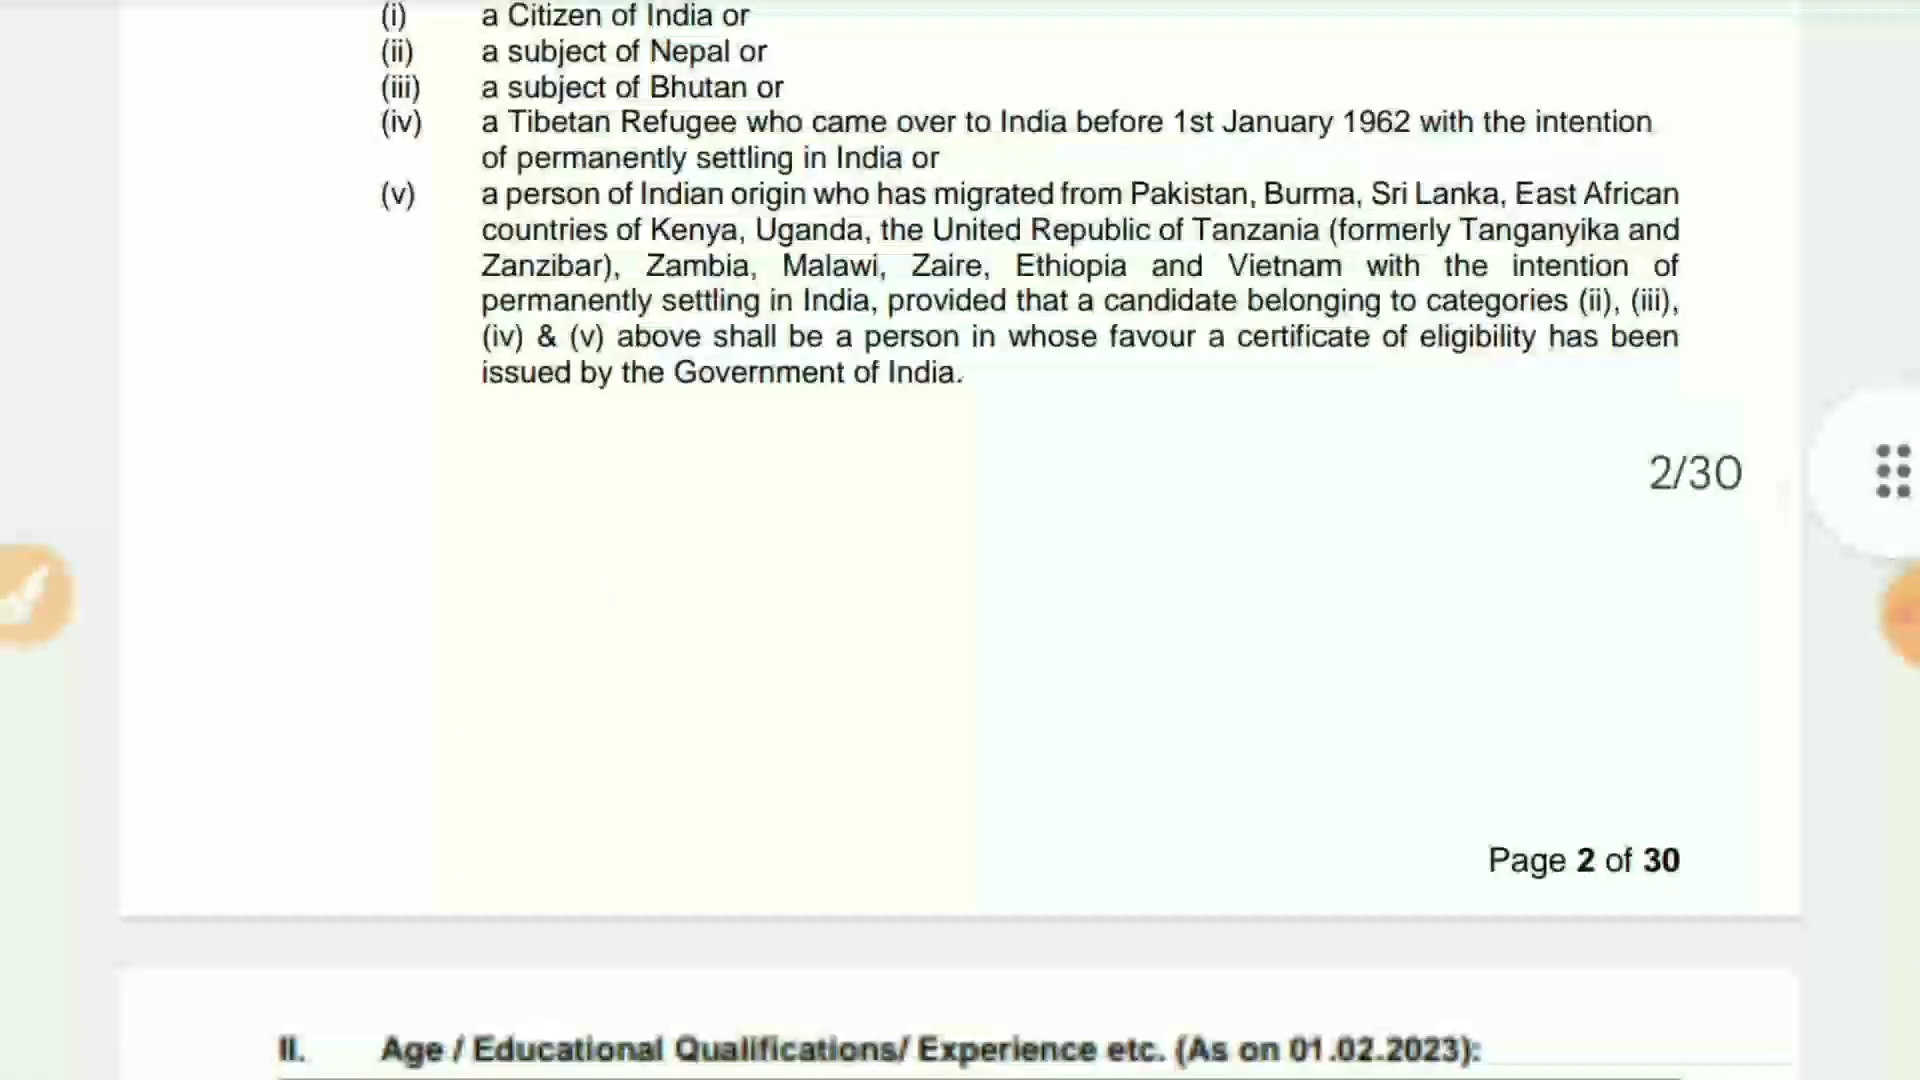 (i) a Citizen of India or
(ii) a subject of Nepal or
(iii) a subject of Bhutan or
(iv) a Tibetan Refugee who came over to India before 1st January 1962 with the intention
of permanently settling in India or
(v) a person of Indian origin who has migrated from Pakistan, Burma, Sri Lanka, East African
countries of Kenya, Uganda, the United Republic of Tanzania (formerly Tanganyika and
Zanzibar), Zambia, Malawi, Zaire, Ethiopia and Vietnam with the intention of
permanently settling in India, provided that a candidate belonging to categories (ii), (iii),
(iv) & (v) above shall be a person in whose favour a certificate of eligibility has been
issued by the Government of India.
2/30
Page 2 of 30
II. Age / Educational Qualifications/ Experience etc. (As on 01.02.2023):